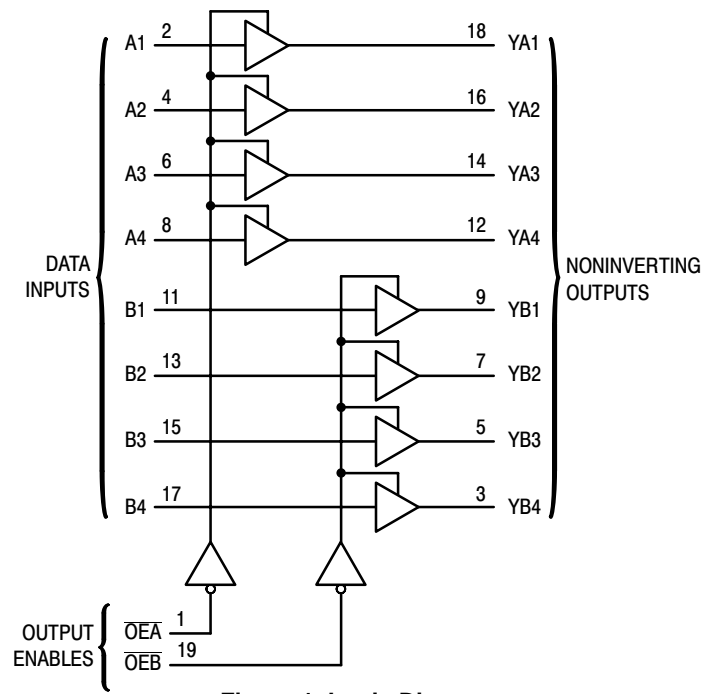 A1 2 18 YA1
A2 4 16 YA2
A3 6 14 YA3
A4 8 12 YA4
DATA
INPUTS
NONINVERTING
OUTPUTS
B1 11 9 YB1
B2 13 7 YB2
B3 15 5 YB3
B4 17 3 YB4
OUTPUT
ENABLES
OEA 1
OEB 19